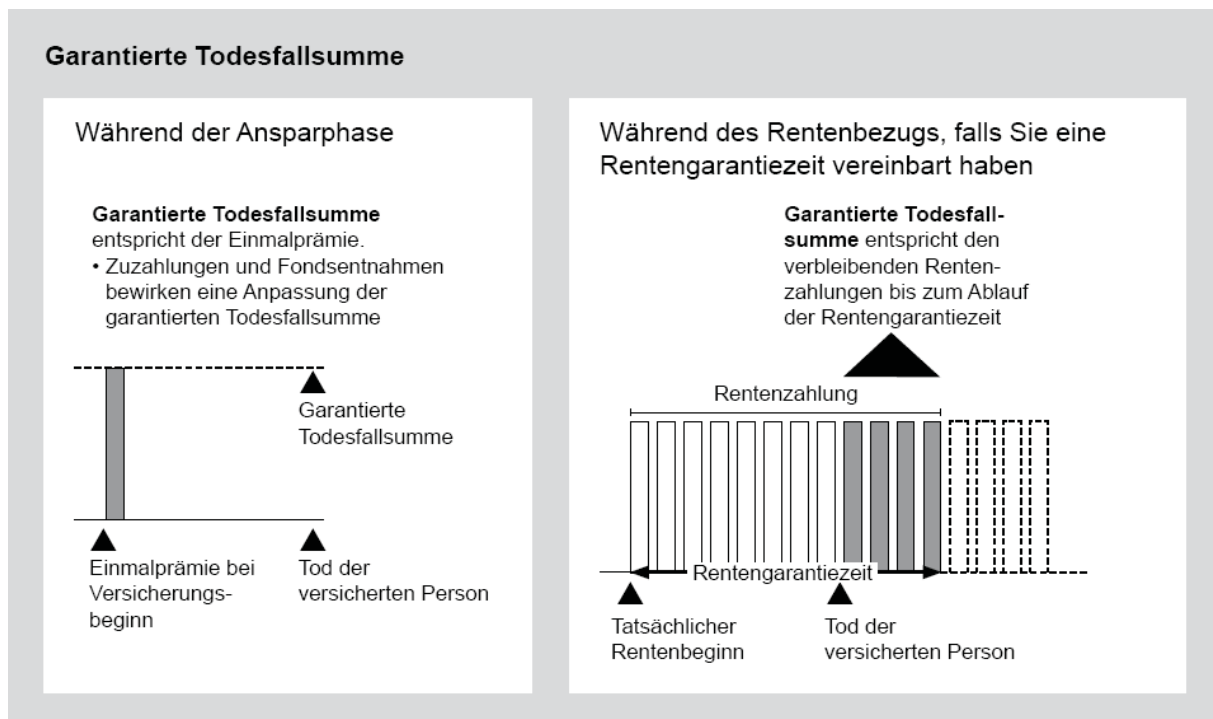 Garantierte Todesfallsumme
Während der Ansparphase
Garantierte Todesfallsumme
entspricht der Einmalprämie.
• Zuzahlungen und Fondsentnahmen
bewirken eine Anpassung der
garantierten Todesfallsumme
Garantierte
Todesfallsumme
Einmalprämie bei
Versicherungs-
beginn
Tod der
versicherten Person
Während des Rentenbezugs, falls Sie eine
Rentengarantiezeit vereinbart haben
Garantierte Todesfall-
summe entspricht den
verbleibenden Renten-
zahlungen bis zum Ablauf
der Rentengarantiezeit
Rentenzahlung
Rentengarantiezeit
Tatsächlicher
Rentenbeginn
Tod der
versicherten Person